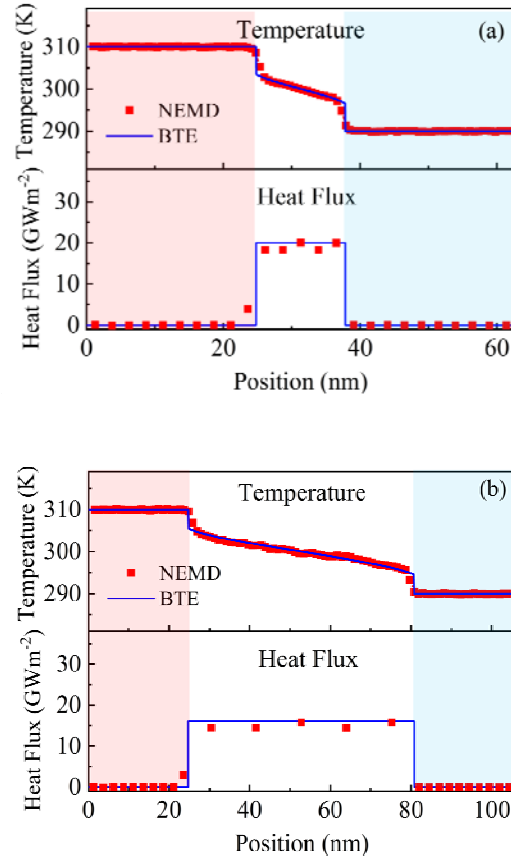 (a)
Temperature
Temperature (K)
310
300
290
NEMD
BTE
Heat Flux
Heat Flux (GWm-2)
30
20
10
0
0 20 40 60
Position (nm)
(b)
Temperature
Temperature (K)
310
300
290
NEMD
BTE
Heat Flux
Heat Flux (GWm-2)
30
20
10
0
0 20 40 60 80 100
Position (nm)